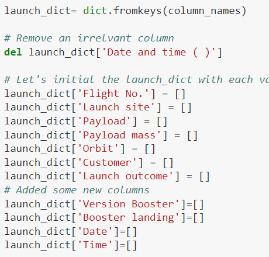 launch_dict= dict.fromkeys(column_names)
# Remove an irrelvant column
del launch_dict['Date and time ( )']
# Let's initial the launch_dict with each va
launch_dict['Flight No.'] = []
launch_dict['Launch site'] = []
launch_dict['Payload'] = []
launch_dict['Payload mass'] = []
launch_dict['Orbit'] = []
launch_dict['Customer'] = []
launch_dict['Launch outcome'] = []
# Added some new columns
launch_dict['Version Booster']=[]
launch_dict['Booster landing']=[]
launch_dict['Date']=[]
launch_dict['Time']=[]